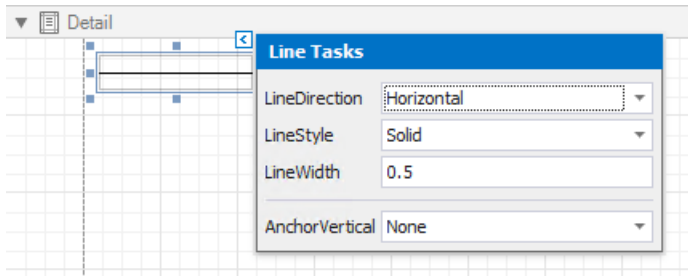 Detail
Line Tasks
LineDirection Horizontal
LineStyle Solid
LineWidth 0.5
AnchorVertical None